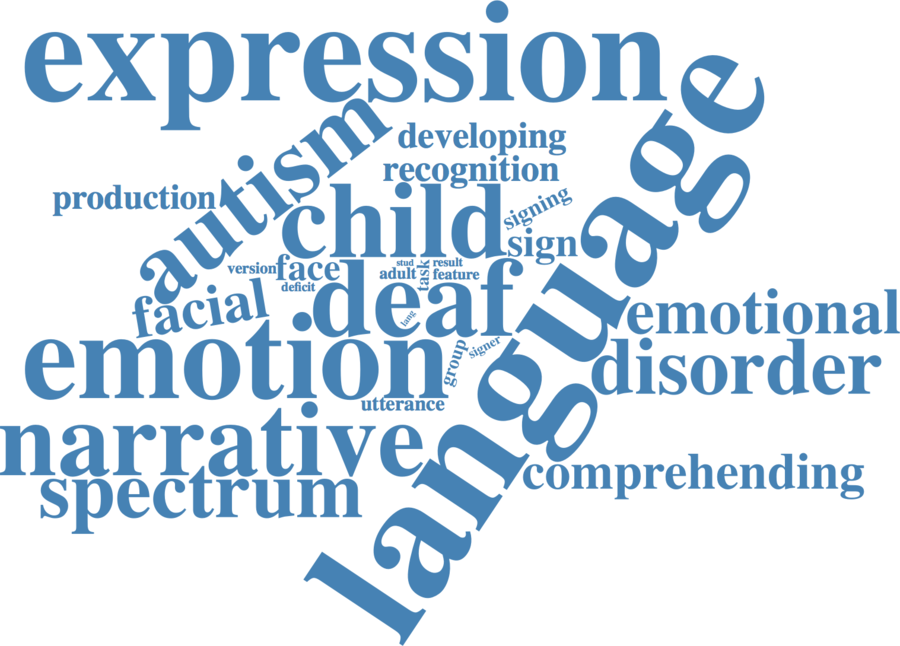 expression
language
autism
developing
recognition
production
child
signing
sign
version
face
stud
result
adult
task
feature
deficit
deaf
facial
lang
emotional
emotion
group
signer
disorder
utterance
narrative
spectrum
comprehending